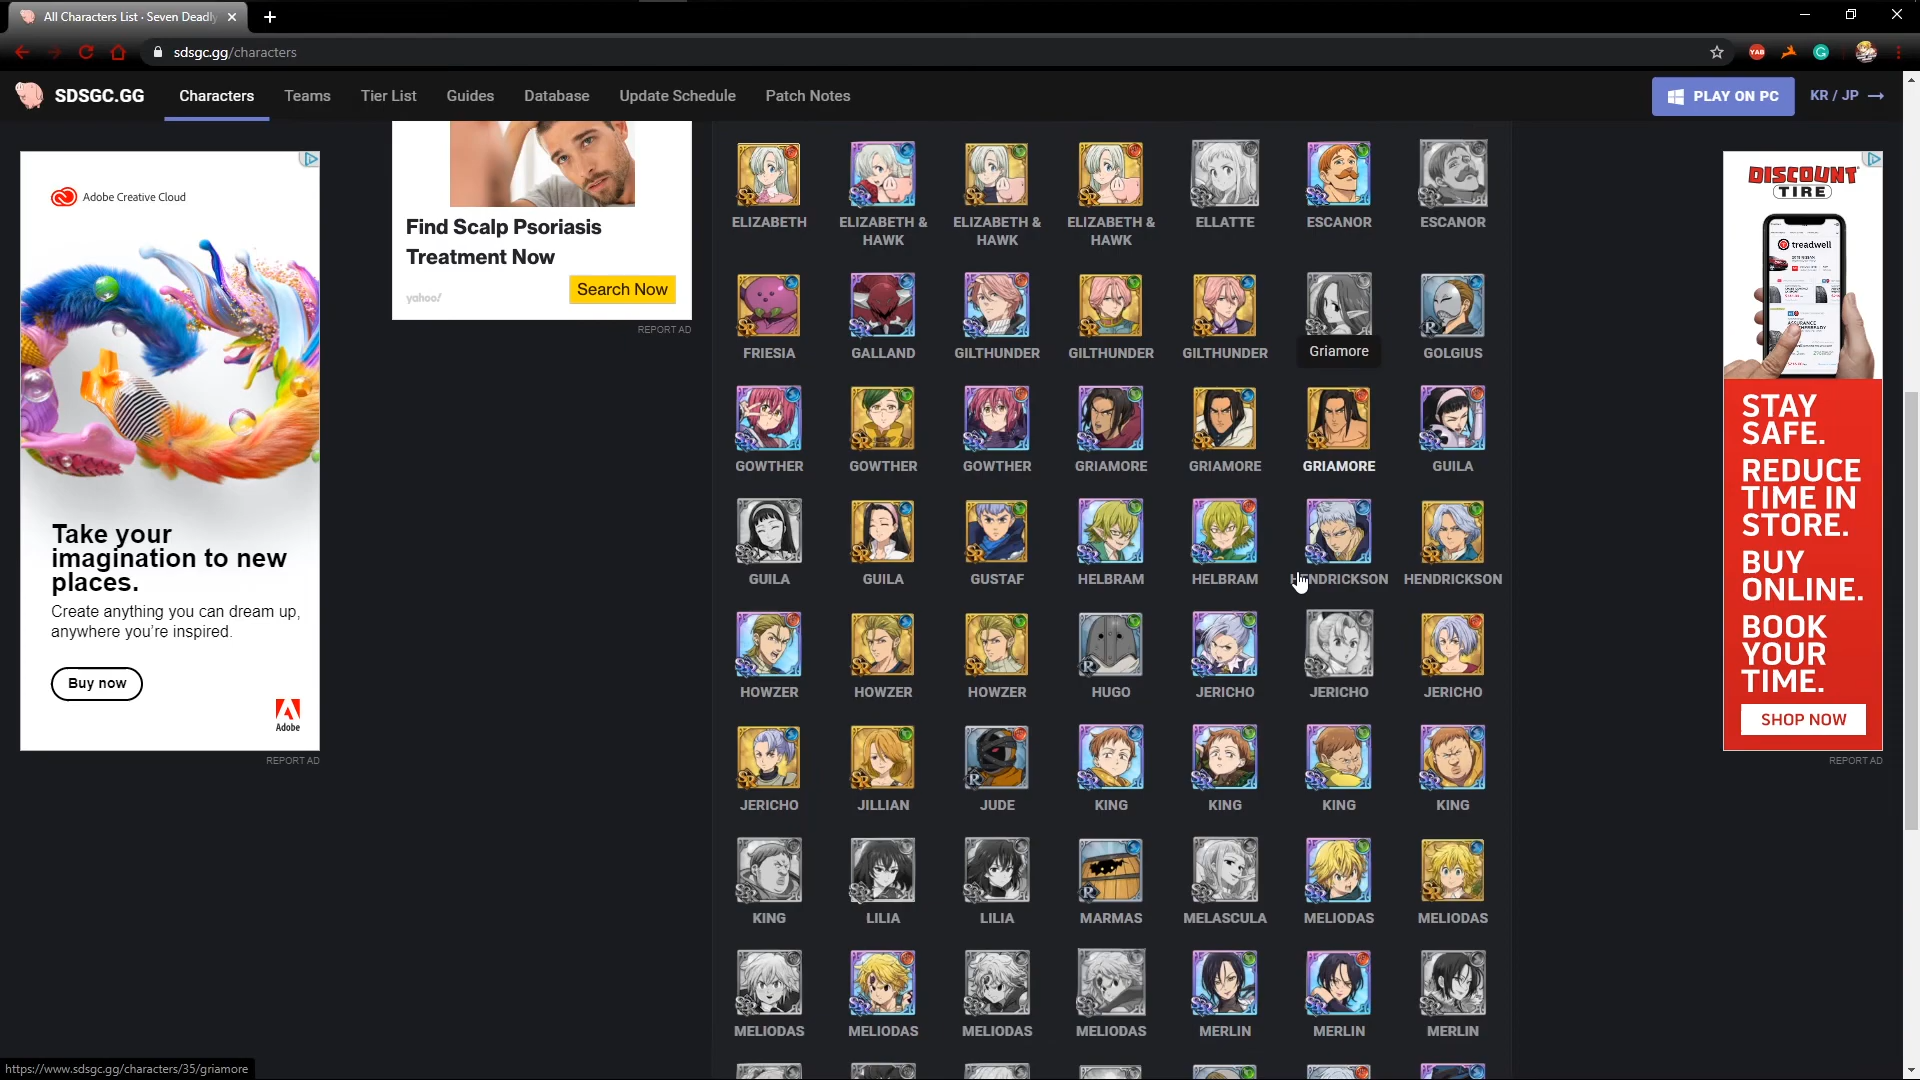 All Characters List · Seven Deadly
sdsgc.gg/characters
YAB
SDSGC.GG
Characters
Teams
Tier List
Guides
Database
Update Schedule
Patch Notes
PLAY ON PC
KR / JP →
Adobe Creative Cloud
Take your
imagination to new
places.
Create anything you can dream up,
anywhere you're inspired.
Buy now
Adobe
REPORT AD
Find Scalp Psoriasis
Treatment Now
yahoo!
Search Now
REPORT AD
ELIZABETH
ELIZABETH & HAWK
ELIZABETH & HAWK
ELIZABETH & HAWK
ELLATTE
ESCANOR
ESCANOR
FRIESIA
GALLAND
GILTHUNDER
GILTHUNDER
GILTHUNDER
Griamore
GOLGIUS
GOWTHER
GOWTHER
GOWTHER
GRIAMORE
GRIAMORE
GRIAMORE
GUILA
GUILA
GUILA
GUSTAF
HELBRAM
HELBRAM
HENDRICKSON
HENDRICKSON
HOWZER
HOWZER
HOWZER
HUGO
JERICHO
JERICHO
JERICHO
JERICHO
JILLIAN
JUDE
KING
KING
KING
KING
KING
LILIA
LILIA
MARMAS
MELASCULA
MELIODAS
MELIODAS
MELIODAS
MELIODAS
MELIODAS
MELIODAS
MERLIN
MERLIN
MERLIN
DISCOUNT
TIRE
treadwell
STAY
SAFE.
REDUCE
TIME IN
STORE.
BUY
ONLINE.
BOOK
YOUR
TIME.
SHOP NOW
REPORT AD
https://www.sdsgc.gg/characters/35/griamore